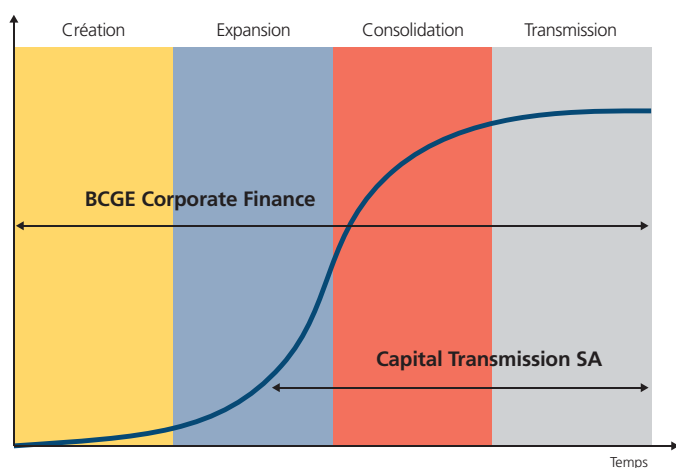 Création
Expansion
Consolidation
Transmission
BCGE Corporate Finance
Capital Transmission SA
Temps